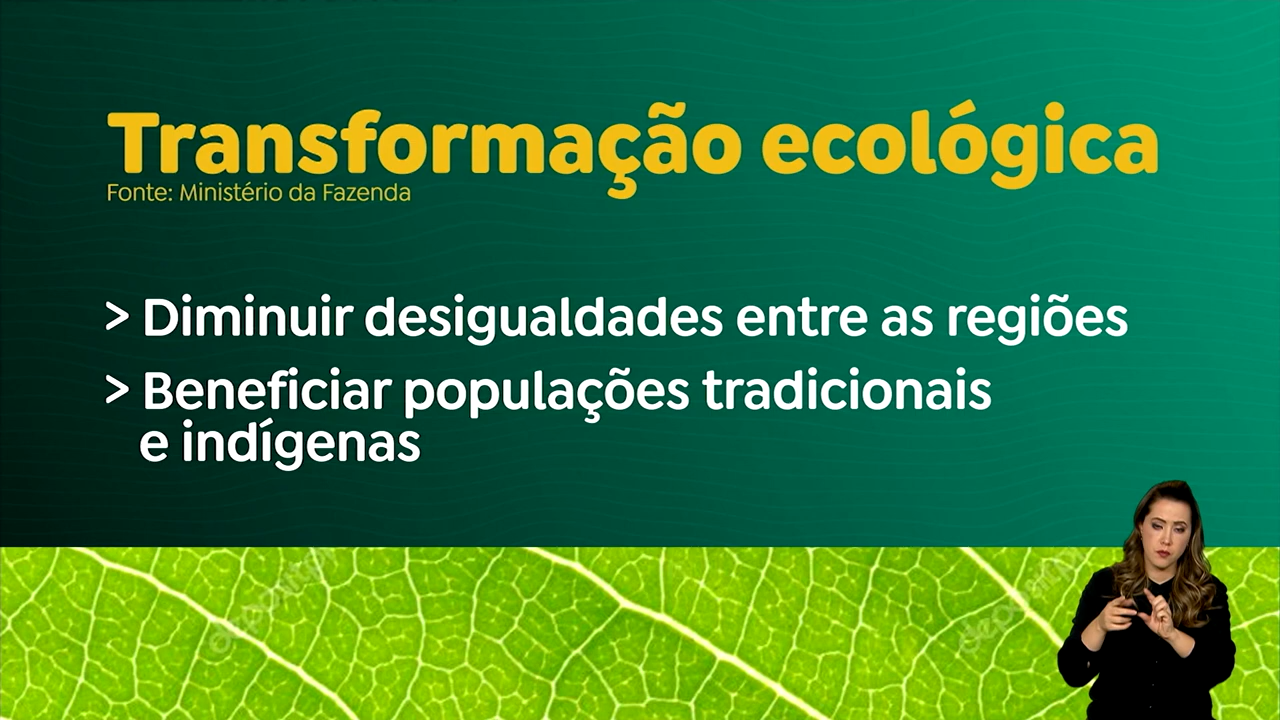 Transformação ecológica
Fonte: Ministério da Fazenda
> Diminuir desigualdades entre as regiões
> Beneficiar populações tradicionais
e indígenas